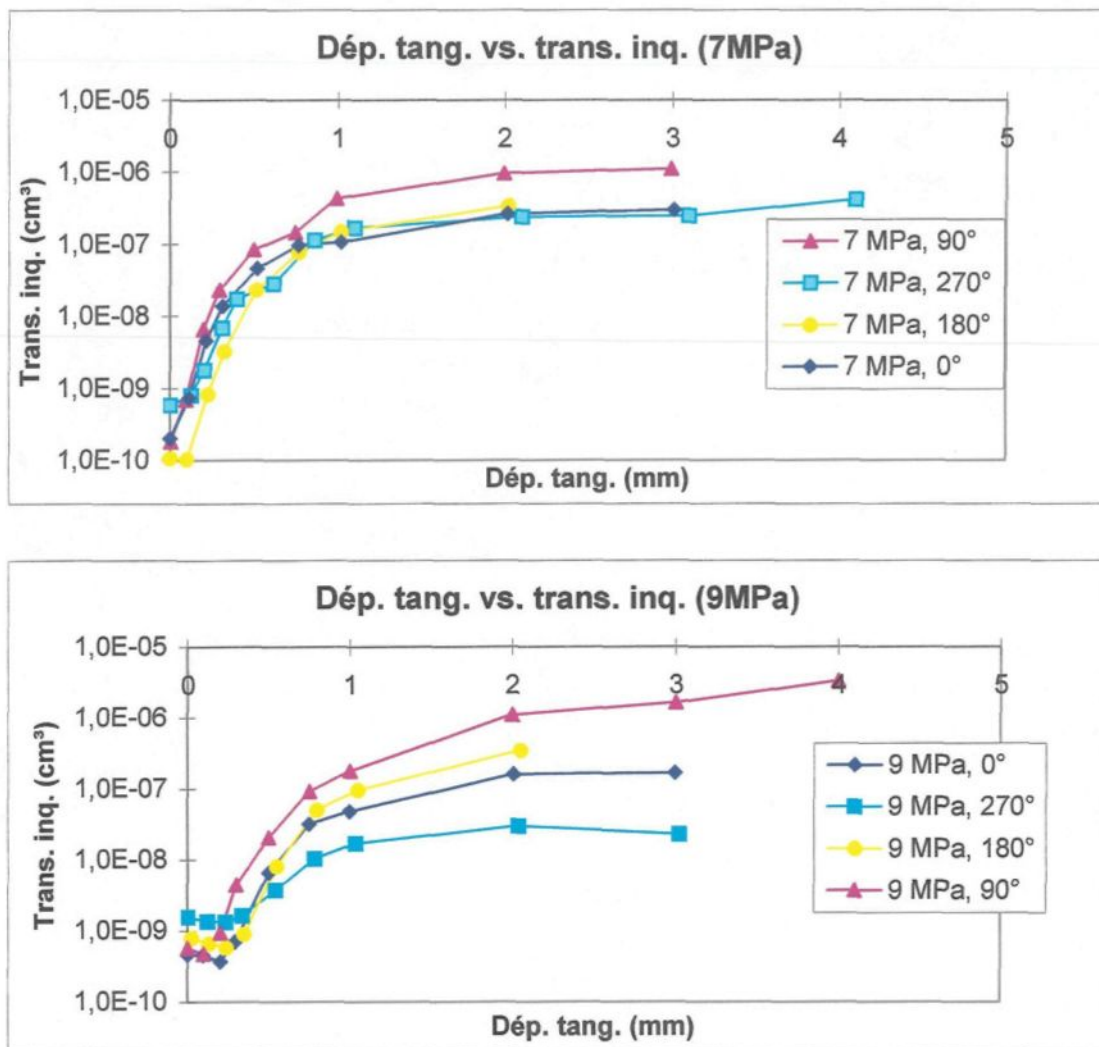 Dép. tang. vs. trans. inq. (7MPa)
1,0E-05
0 1 2 3 4 5
1,0E-06
1,0E-07
1,0E-08
1,0E-09
1,0E-10
Trans. inq. (cm³)
Dép. tang. (mm)
7 MPa, 90°
7 MPa, 270°
7 MPa, 180°
7 MPa, 0°
Dép. tang. vs. trans. inq. (9MPa)
1,0E-05
0 1 2 3 4 5
1,0E-06
1,0E-07
1,0E-08
1,0E-09
1,0E-10
Trans. inq. (cm³)
Dép. tang. (mm)
9 MPa, 0°
9 MPa, 270°
9 MPa, 180°
9 MPa, 90°